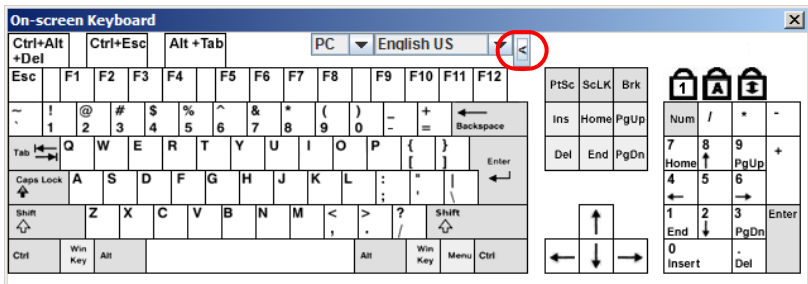 On-screen Keyboard X
Ctrl+Alt +Del Ctrl+Esc Alt +Tab PC English US <
Esc F1 F2 F3 F4 F5 F6 F7 F8 F9 F10 F11 F12 PtSc ScLK Brk 1 A
~ ! @ # $ % ^ & * ( ) _ +
` 1 2 3 4 5 6 7 8 9 0 - = Backspace Ins Home PgUp Num / * -
Tab Q W E R T Y U I O P { }
[ ] Enter Del End PgDn 7 Home 8 9 PgUp +
Caps Lock A S D F G H J K L : " |
; ' \ 4 5 6
Shift Z X C V B N M < > ? Shift
, . / 1 End 2 3 PgDn Enter
Ctrl Win Key Alt Alt Win Key Menu Ctrl 0 Insert . Del